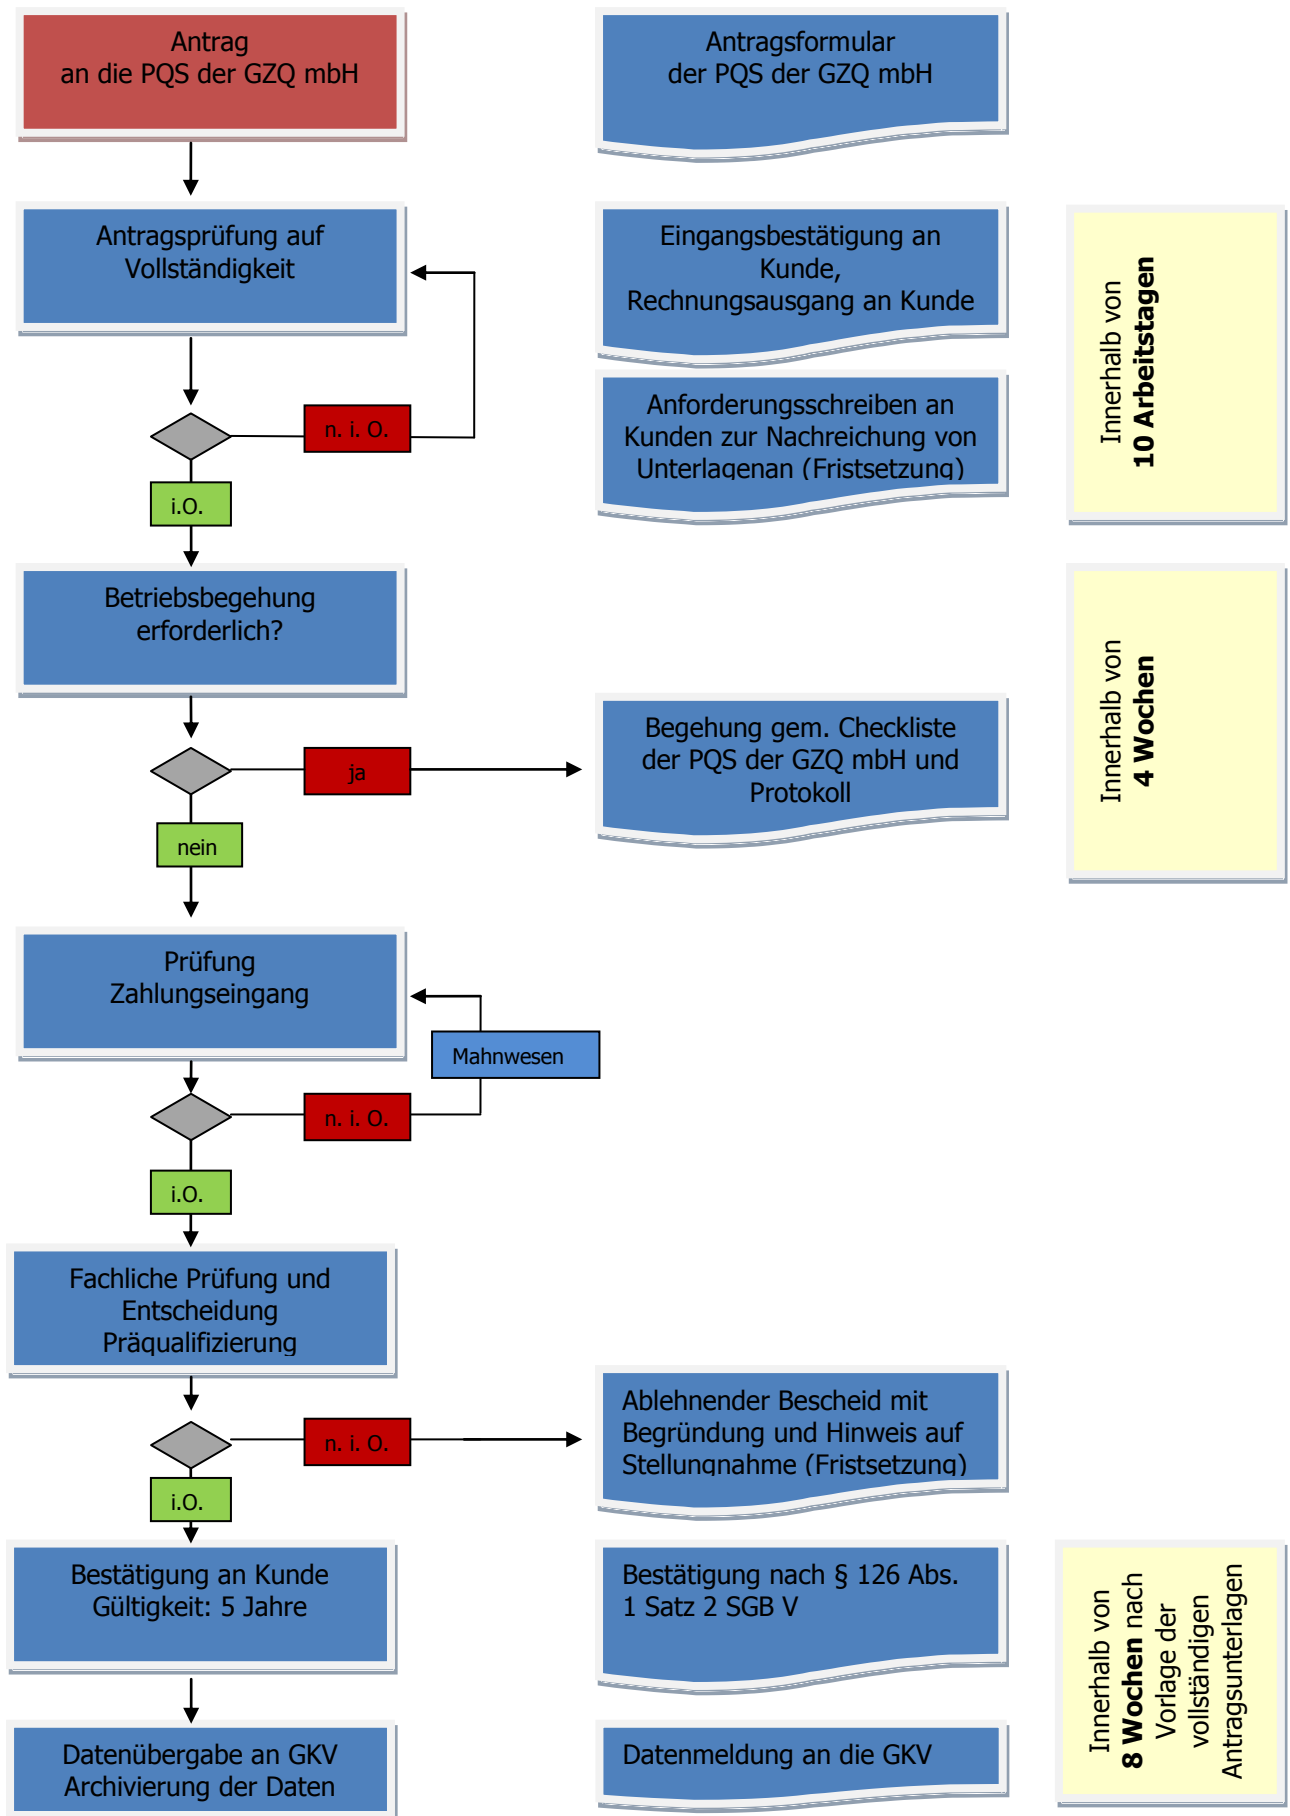 Antrag
an die PQS der GZQ mbH
Antragsformular
der PQS der GZQ mbH
Antragsprüfung auf
Vollständigkeit
Eingangsbestätigung an
Kunde,
Rechnungsausgang an Kunde
Innerhalb von
10 Arbeitstagen
n. i. O.
Anforderungsschreiben an
Kunden zur Nachreichung von
Unterlagenan (Fristsetzung)
i.O.
Betriebsbegehung
erforderlich?
Innerhalb von
4 Wochen
ja
Begehung gem. Checkliste
der PQS der GZQ mbH und
Protokoll
nein
Prüfung
Zahlungseingang
Mahnwesen
n. i. O.
i.O.
Fachliche Prüfung und
Entscheidung
Präqualifizierung
n. i. O.
Ablehnender Bescheid mit
Begründung und Hinweis auf
Stellungnahme (Fristsetzung)
i.O.
Bestätigung an Kunde
Gültigkeit: 5 Jahre
Bestätigung nach § 126 Abs.
1 Satz 2 SGB V
Innerhalb von
8 Wochen nach
Vorlage der
vollständigen
Antragsunterlagen
Datenübergabe an GKV
Archivierung der Daten
Datenmeldung an die GKV